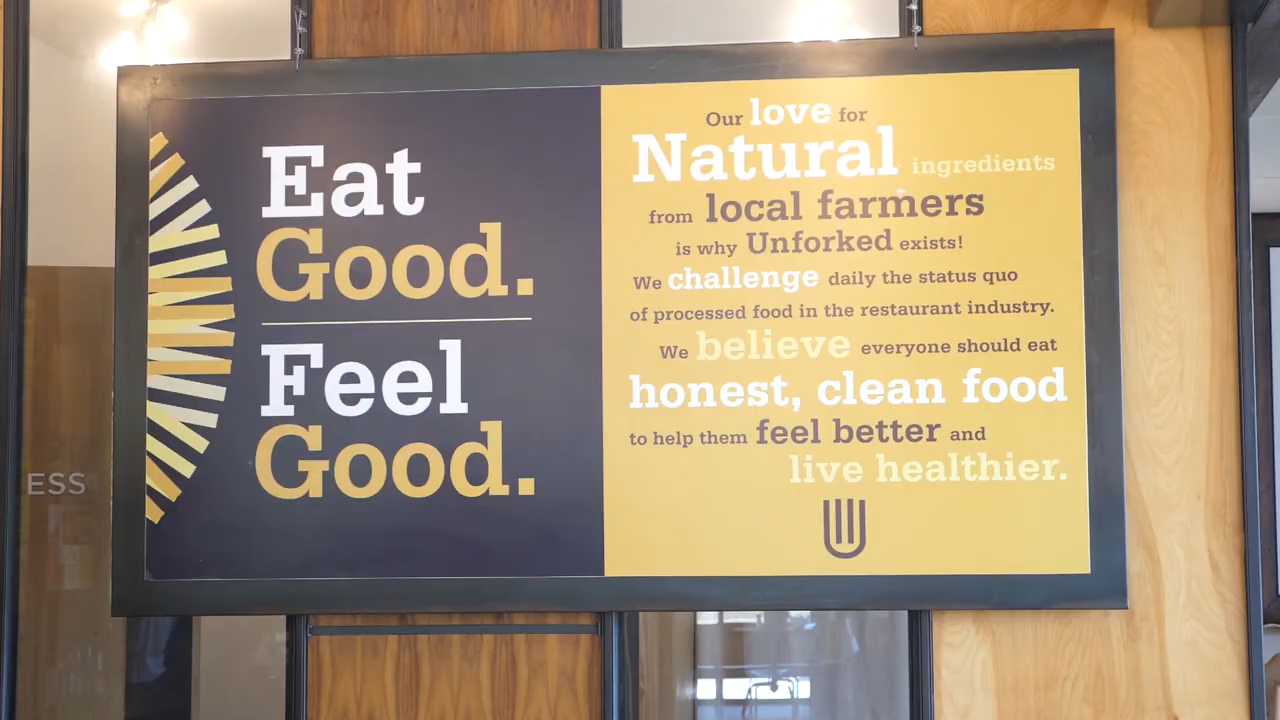 Eat
Good.
Feel
Good.
Our love for
Natural ingredients
from local farmers
is why Unforked exists!
We challenge daily the status quo
of processed food in the restaurant industry.
We believe everyone should eat
honest, clean food
to help them feel better and
live healthier.
ESS